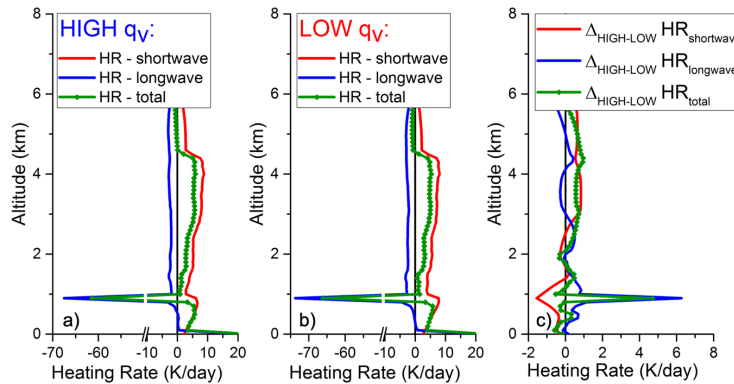 HIGH qv:
HR - shortwave
HR - longwave
HR - total
8
6
4
2
0
Altitude (km)
a)
-70 -60 -10 0 10 20
Heating Rate (K/day)
LOW qv:
HR - shortwave
HR - longwave
HR - total
8
6
4
2
0
Altitude (km)
b)
-70 -60 -10 0 10 20
Heating Rate (K/day)
ΔHIGH-LOW HRshortwave
ΔHIGH-LOW HRlongwave
ΔHIGH-LOW HRtotal
8
6
4
2
0
Altitude (km)
c)
-2 0 2 4 6 8
Heating Rate (K/day)